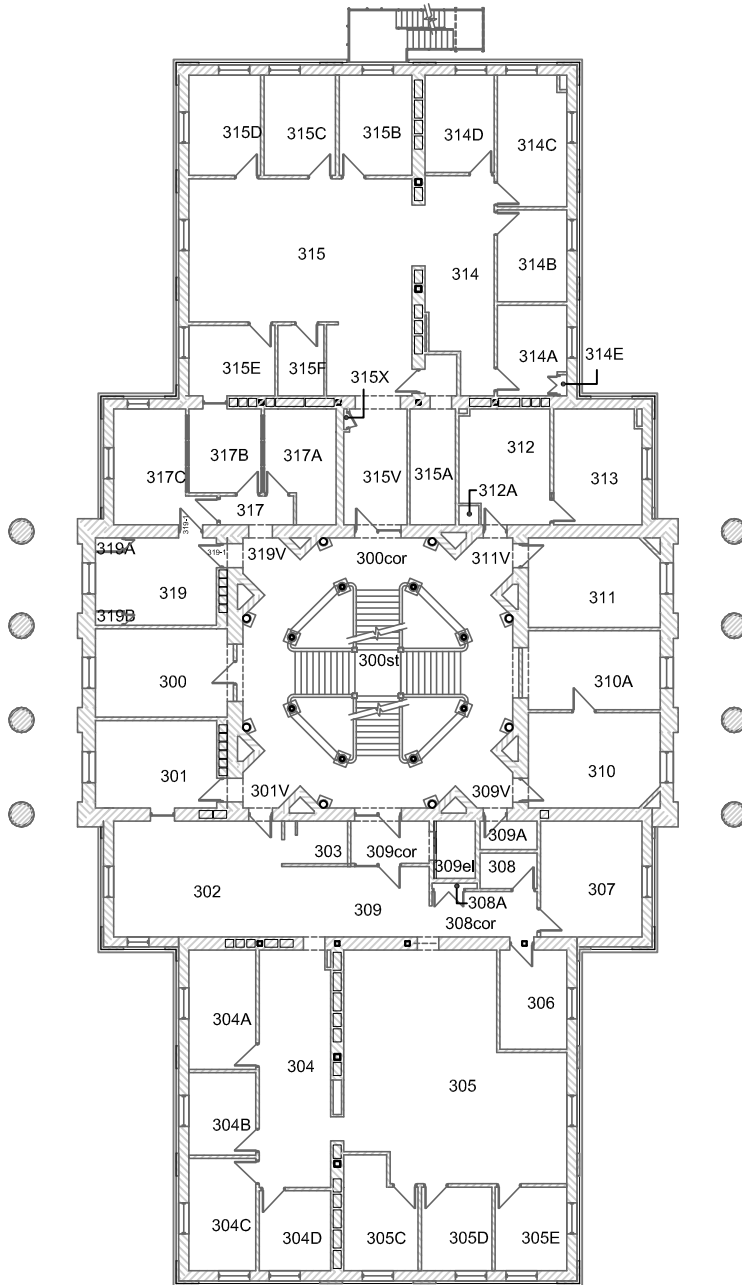 315D
315C
315B
314D
314C
315
314
314B
315E
315F
315X
314A
314E
317C
317B
317A
315V
315A
312
312A
313
317
319-1
319A
319-1
319V
300cor
311V
319
311
319B
300
300st
310A
301
301V
309V
310
303
309cor
309A
309el
308
302
309
308A
308cor
307
304A
306
304
305
304B
304C
304D
305C
305D
305E